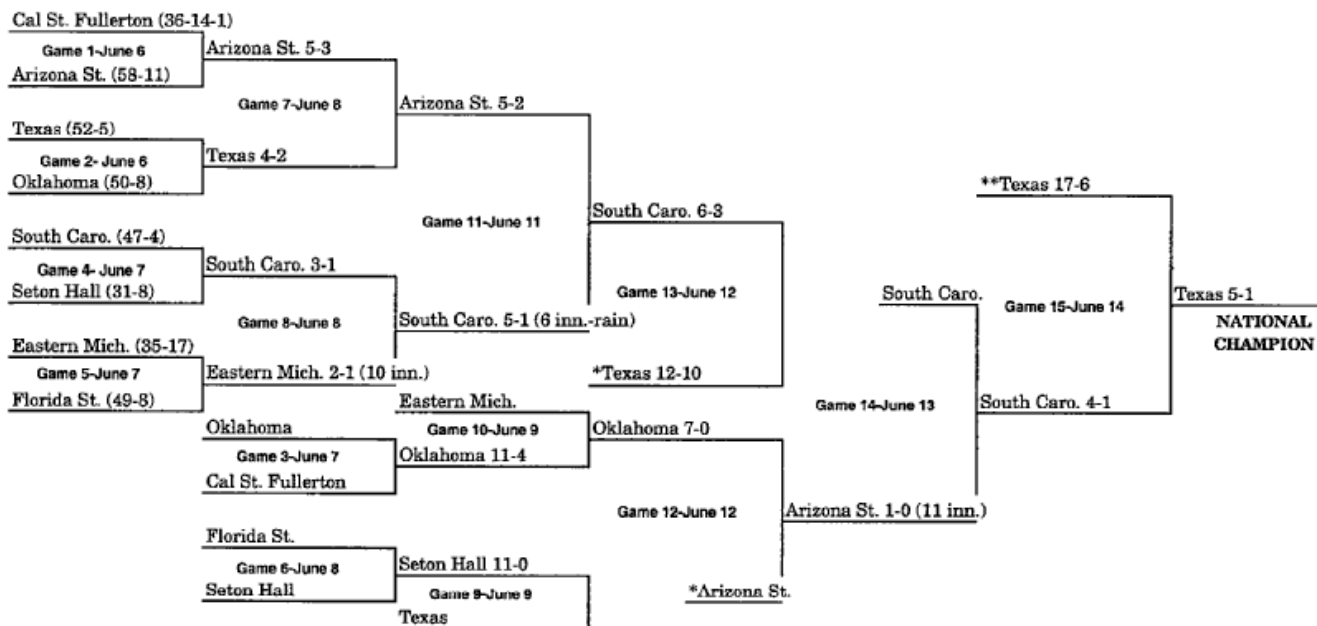 Cal St. Fullerton (36-14-1)
Game 1-June 6
Arizona St. 5-3
Arizona St. (58-11)
Game 7-June 8
Arizona St. 5-2
Texas (52-5)
Game 2- June 6
Texas 4-2
Oklahoma (50-8)
**Texas 17-6
Game 11-June 11
South Caro. 6-3
South Caro. (47-4)
Game 4- June 7
South Caro. 3-1
Seton Hall (31-8)
Game 13-June 12
South Caro.
Game 15-June 14
Texas 5-1
NATIONAL
CHAMPION
Game 8-June 8
South Caro. 5-1 (6 inn.-rain)
Eastern Mich. (35-17)
Game 5-June 7
Eastern Mich. 2-1 (10 inn.)
*Texas 12-10
Florida St. (49-8)
Eastern Mich.
Game 14-June 13
South Caro. 4-1
Oklahoma
Game 10-June 9
Oklahoma 7-0
Game 3-June 7
Oklahoma 11-4
Cal St. Fullerton
Game 12-June 12
Arizona St. 1-0 (11 inn.)
Florida St.
Game 6-June 8
Seton Hall 11-0
Seton Hall
Game 9-June 9
*Arizona St.
Texas